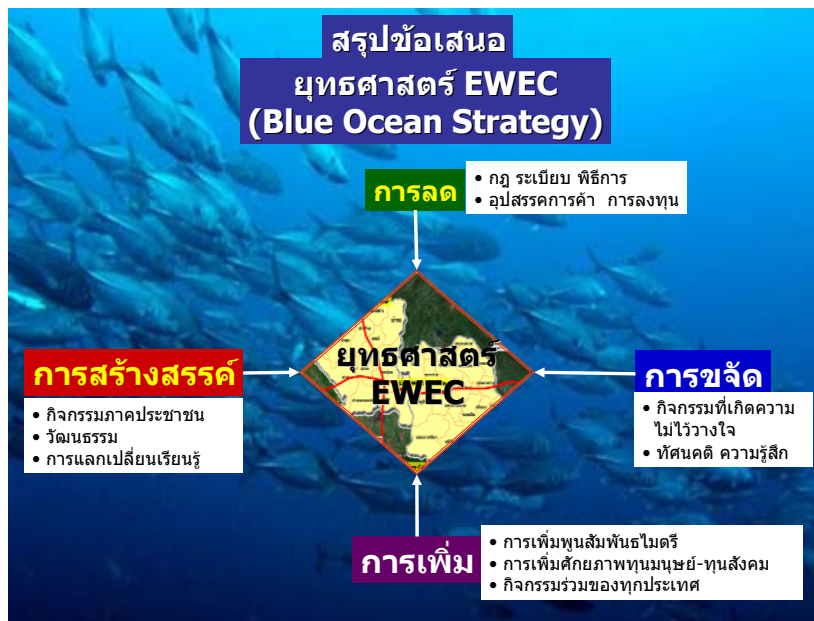 สรุปข้อเสนอ
ยุทธศาสตร์ EWEC
(Blue Ocean Strategy)
การลด
• กฎ ระเบียบ พิธีการ
• อุปสรรคการค้า การลงทุน
ยุทธศาสตร์
EWEC
การสร้างสรรค์
• กิจกรรมภาคประชาชน
• วัฒนธรรม
• การแลกเปลี่ยนเรียนรู้
การขจัด
• กิจกรรมที่เกิดความ
ไม่ไว้วางใจ
• ทัศนคติ ความรู้สึก
การเพิ่ม
• การเพิ่มพูนสัมพันธไมตรี
• การเพิ่มศักยภาพทุนมนุษย์-ทุนสังคม
• กิจกรรมร่วมของทุกประเทศ